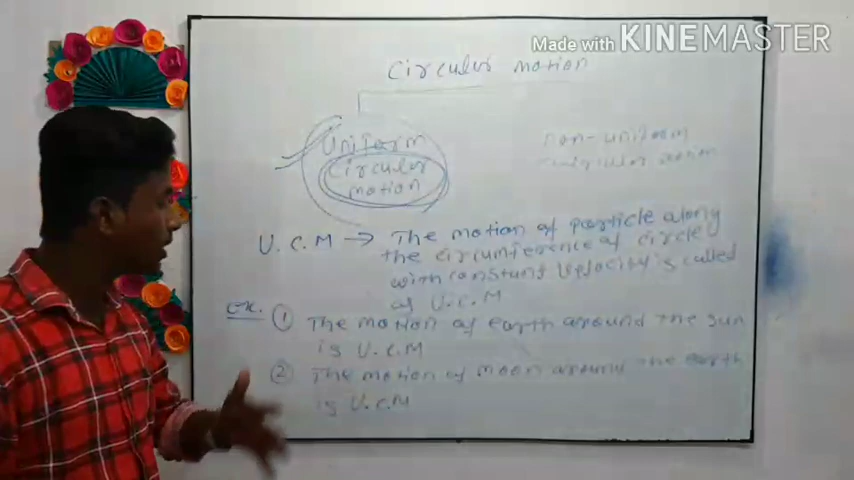 Made with KINEMASTER
Circular motion
Uniform
Circular
motion
non-uniform
circular motion
U.C.M → The motion of particle along
the circumference of circle
with constant velocity is called
as U.C.M
ex. ① The motion of earth around the sun
is U.C.M
② The motion of moon around the earth
is U.C.M